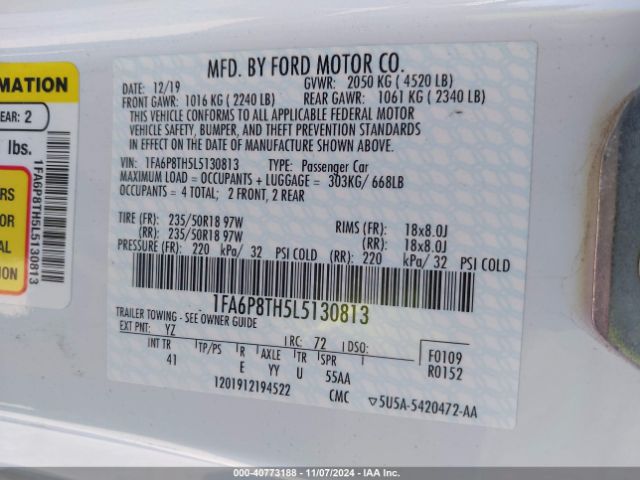 MATION
EAR: 2
lbs.
RS
OR
AL
TION
1FA6P8TH5L5130813
MFD. BY FORD MOTOR CO.
DATE: 12/19 GVWR: 2050 KG ( 4520 LB)
FRONT GAWR: 1016 KG ( 2240 LB) REAR GAWR: 1061 KG ( 2340 LB)
THIS VEHICLE CONFORMS TO ALL APPLICABLE FEDERAL MOTOR
VEHICLE SAFETY, BUMPER, AND THEFT PREVENTION STANDARDS
IN EFFECT ON THE DATE OF MANUFACTURE SHOWN ABOVE.
VIN: 1FA6P8TH5L5130813 TYPE: Passenger Car
MAXIMUM LOAD = OCCUPANTS + LUGGAGE = 303KG/ 668LB
OCCUPANTS = 4 TOTAL; 2 FRONT, 2 REAR
TIRE (FR): 235/50R18 97W RIMS (FR): 18x8.0J
(RR): 235/50R18 97W (RR): 18x8.0J
PRESSURE (FR): 220 kPa/ 32 PSI COLD (RR): 220 kPa/ 32 PSI COLD
1FA6P8TH5L5130813
TRAILER TOWING - SEE OWNER GUIDE
EXT PNT: YZ RC: 72 DSO: F0109
INT TR TP/PS R AXLE TR SPR R0152
41 E YY U 55AA
1201912194522 CMC ▽5U5A-5420472-AA
000-40773188 - 11/07/2024 - IAA Inc.